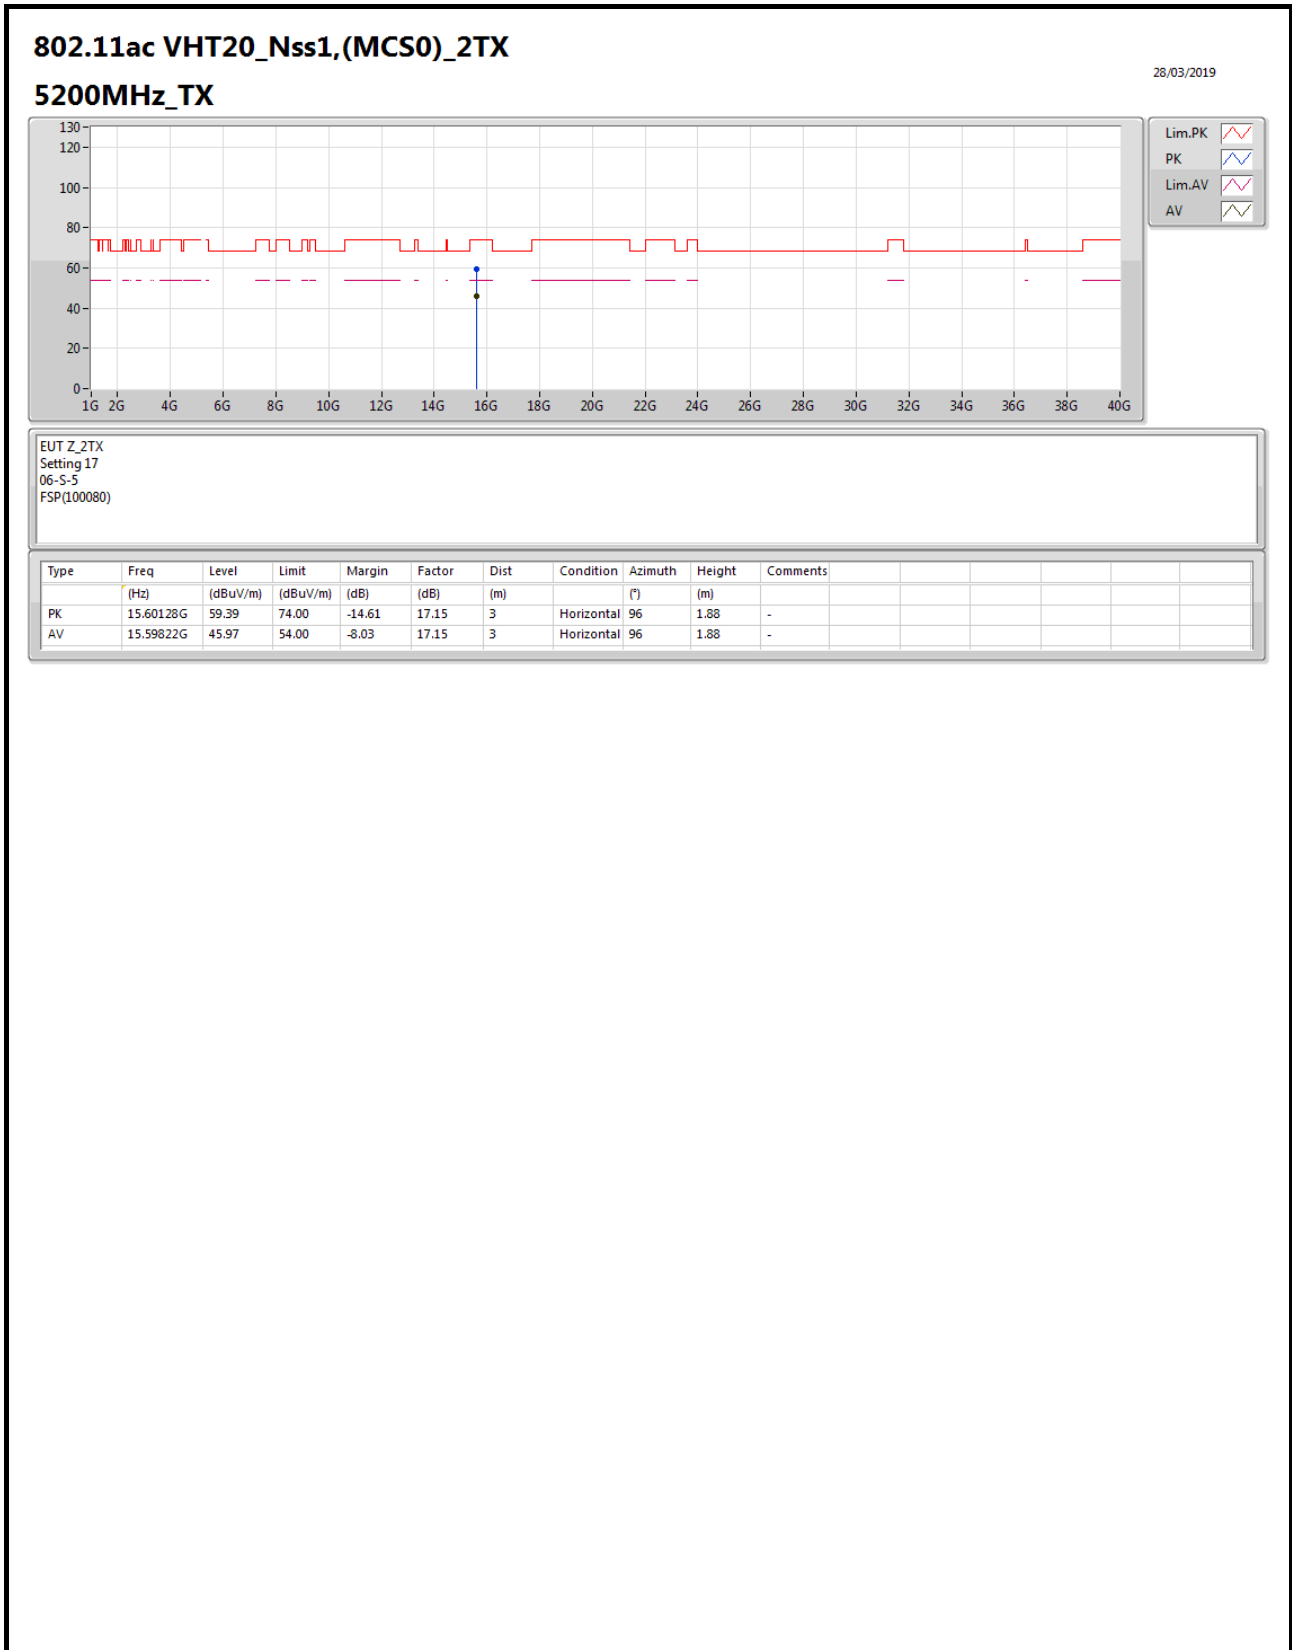 802.11ac VHT20_Nss1,(MCS0)_2TX
28/03/2019
5200MHz_TX
130
120
100
80
60
40
20
0
1G 2G 4G 6G 8G 10G 12G 14G 16G 18G 20G 22G 24G 26G 28G 30G 32G 34G 36G 38G 40G
Lim.PK
PK
Lim.AV
AV
EUT Z_2TX
Setting 17
06-S-5
FSP(100080)
Type Freq Level Limit Margin Factor Dist Condition Azimuth Height Comments
(Hz) (dBuV/m) (dBuV/m) (dB) (dB) (m) (°) (m)
PK 15.60128G 59.39 74.00 -14.61 17.15 3 Horizontal 96 1.88 -
AV 15.59822G 45.97 54.00 -8.03 17.15 3 Horizontal 96 1.88 -